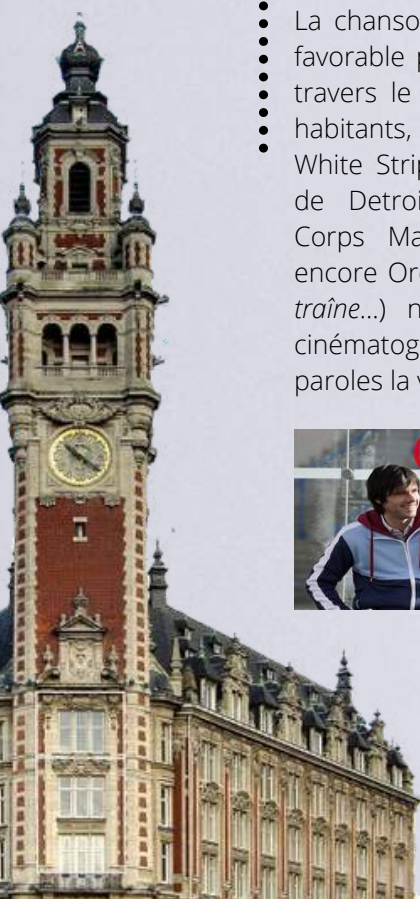 La chanso
favorable p
travers le
habitants,
White Strip
de Detroi
Corps Ma
encore Or
traîne...) n
cinématog
paroles la v